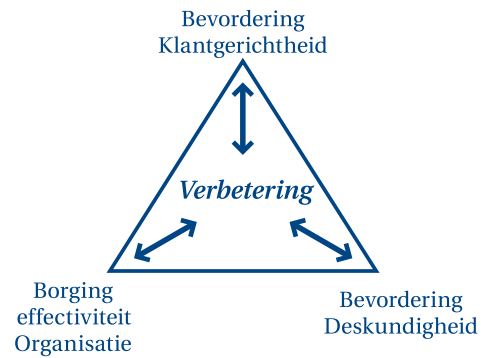 Bevordering
Klantgerichtheid
Verbetering
Borging
effectiviteit
Organisatie
Bevordering
Deskundigheid